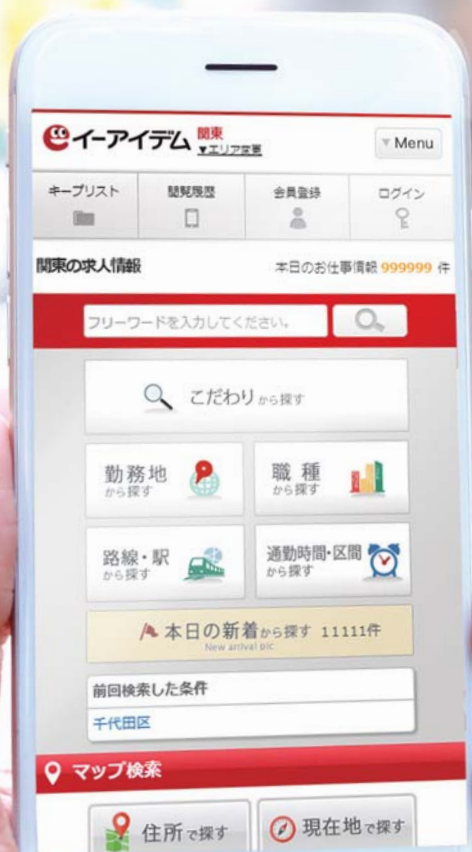 eイーアイデム 関東
▼エリア変更
▼Menu
キープリスト 閲覧履歴 会員登録 ログイン
関東の求人情報 本日のお仕事情報 999999 件
フリーワードを入力してください。
こだわりから探す
勤務地 職種
から探す から探す
路線・駅 通勤時間・区間
から探す から探す
本日の新着から探す 11111件
New arrival pic
前回検索した条件
千代田区
マップ検索
住所で探す 現在地で探す